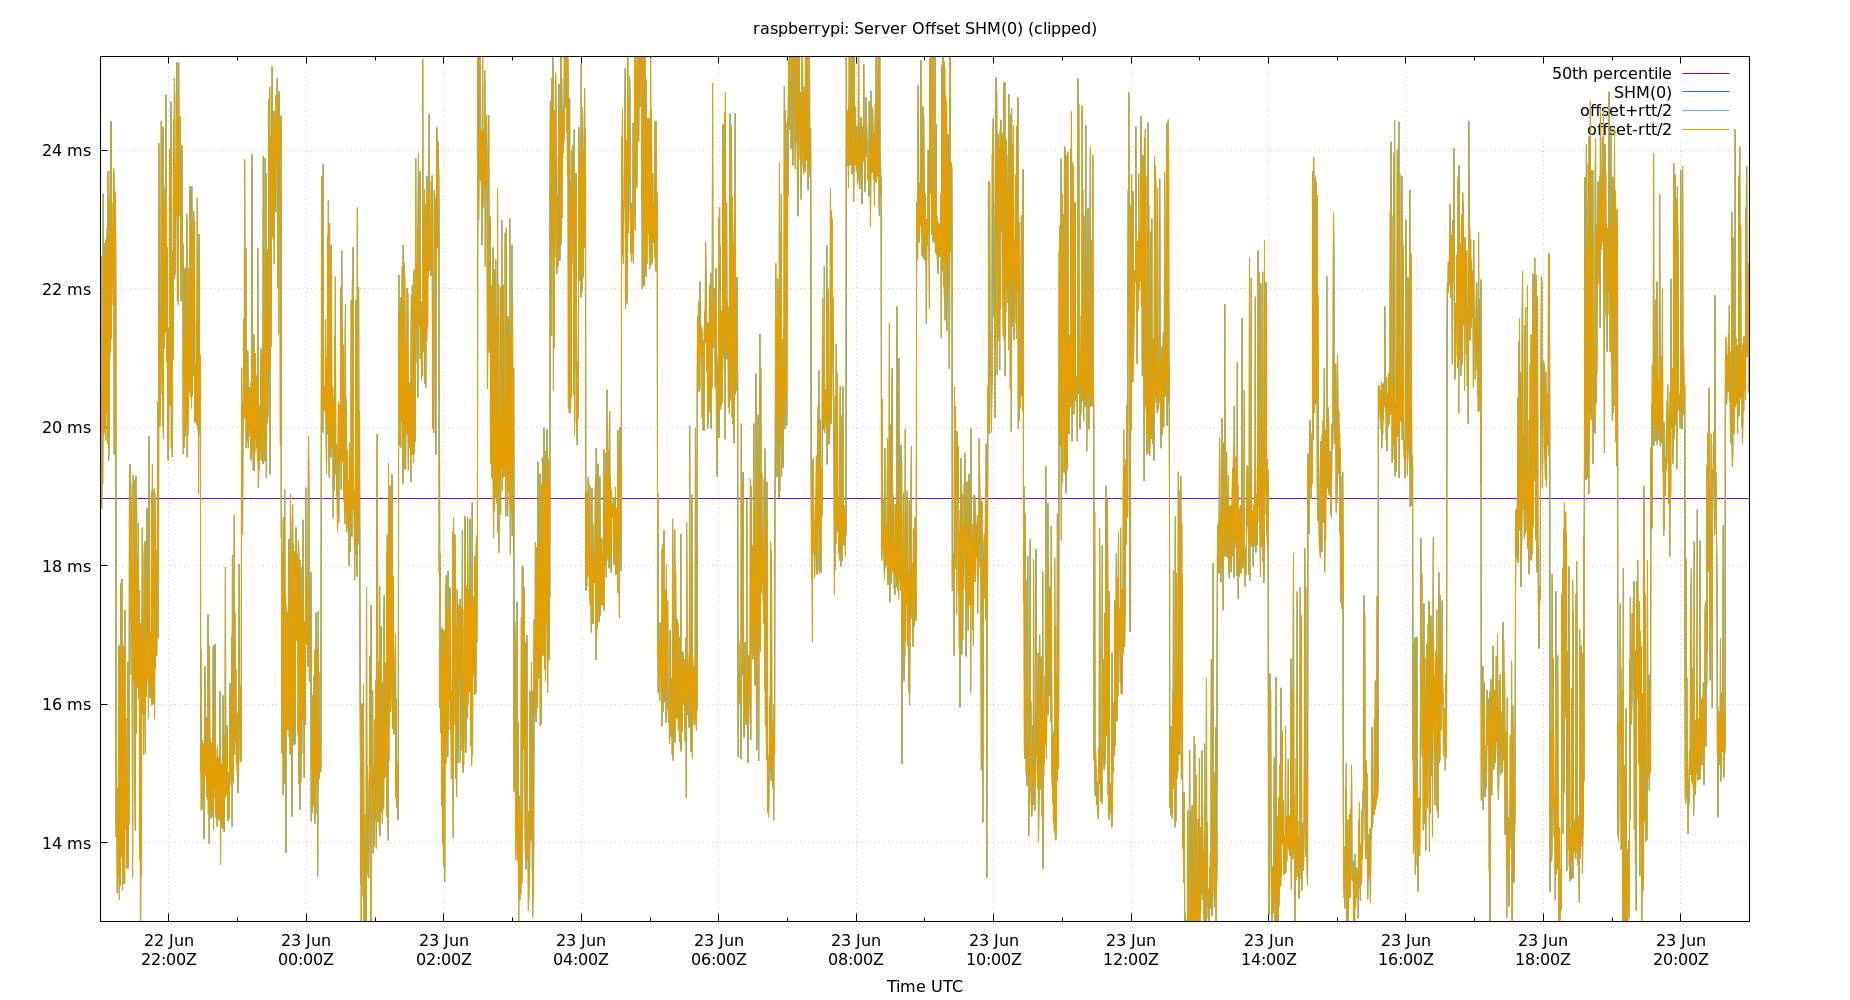 raspberrypi: Server Offset SHM(0) (clipped)
50th percentile
SHM(0)
offset+rtt/2
offset-rtt/2
24 ms
22 ms
20 ms
18 ms
16 ms
14 ms
22 Jun 23 Jun 23 Jun 23 Jun 23 Jun 23 Jun 23 Jun 23 Jun 23 Jun 23 Jun 23 Jun 23 Jun
22:00Z 00:00Z 02:00Z 04:00Z 06:00Z 08:00Z 10:00Z 12:00Z 14:00Z 16:00Z 18:00Z 20:00Z
Time UTC